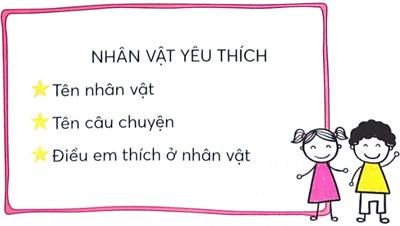 NHÂN VẬT YÊU THÍCH
Tên nhân vật
Tên câu chuyện
Điều em thích ở nhân vật